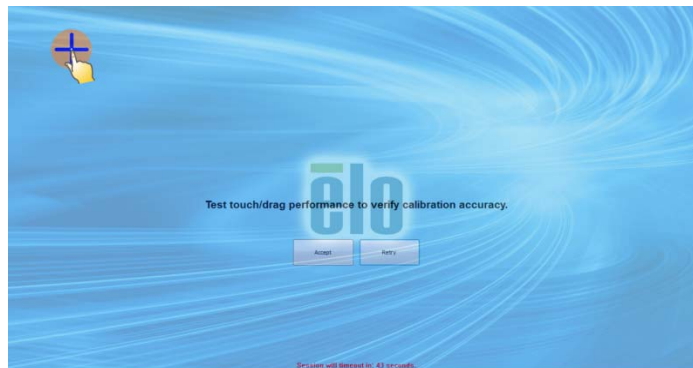 elo
Test touch/drag performance to verify calibration accuracy.
Accept Retry
Session will timeout in: 43 seconds.